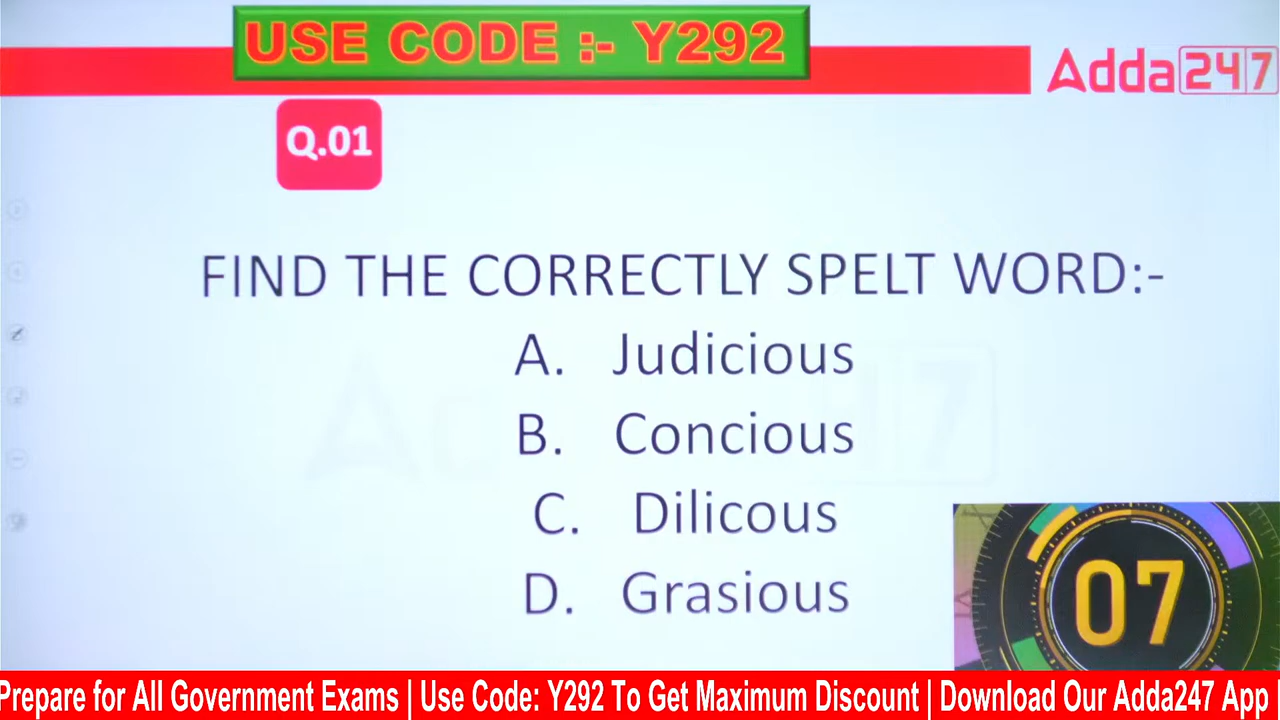 USE CODE :- Y292
Adda247
Q.01
FIND THE CORRECTLY SPELT WORD:-
A. Judicious
B. Concious
C. Dilicous
D. Grasious
07
Prepare for All Government Exams | Use Code: Y292 To Get Maximum Discount | Download Our Adda247 App